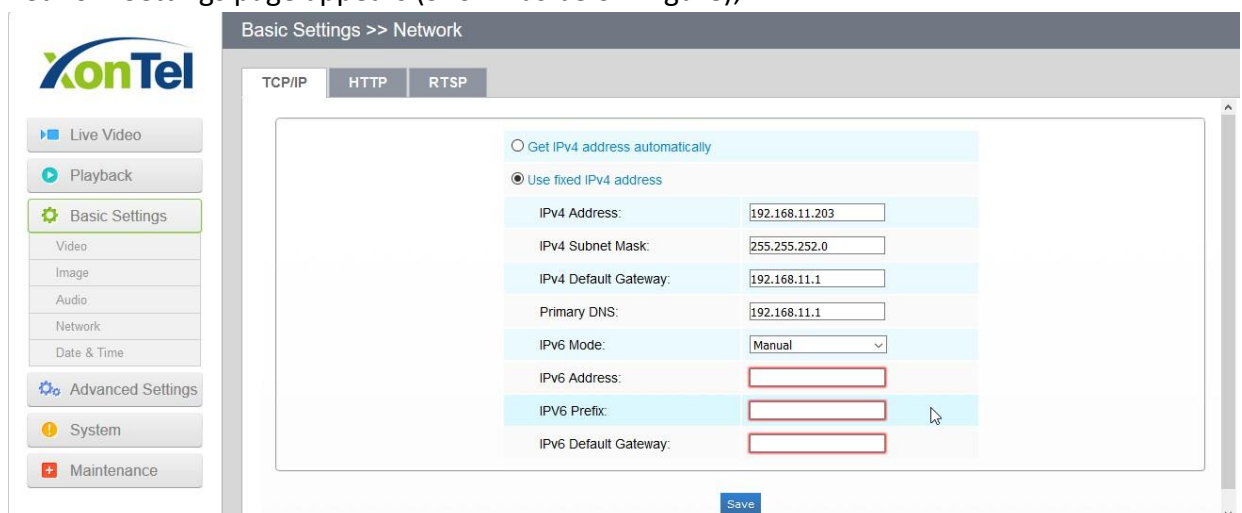 Basic Settings >> Network
XonTel
TCP/IP HTTP RTSP
Live Video
Playback
Basic Settings
Video
Image
Audio
Network
Date & Time
Advanced Settings
System
Maintenance
Get IPv4 address automatically
Use fixed IPv4 address
IPv4 Address: 192.168.11.203
IPv4 Subnet Mask: 255.255.252.0
IPv4 Default Gateway: 192.168.11.1
Primary DNS: 192.168.11.1
IPv6 Mode: Manual
IPv6 Address:
IPV6 Prefix:
IPv6 Default Gateway:
Save